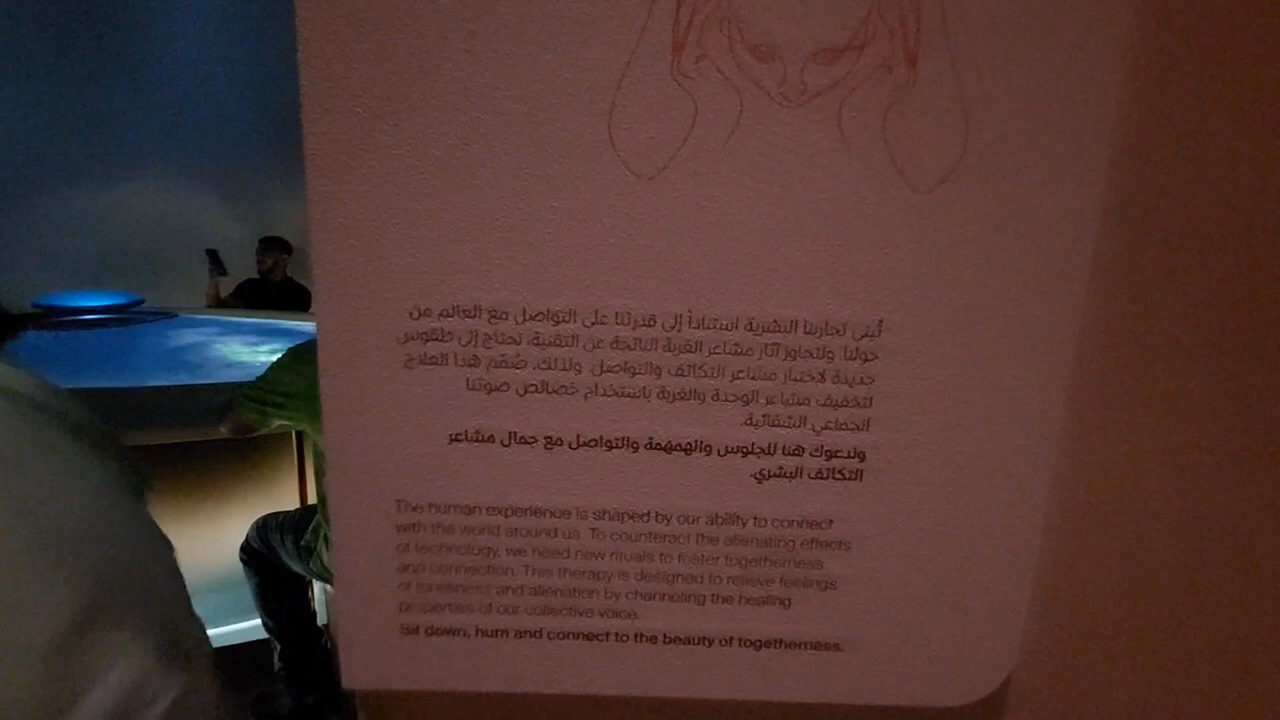 تُبنى تجاربنا البشرية استناداً إلى قدرتنا على التواصل مع العالم من
حولنا. ولتجاوز آثار مشاعر الغربة الناتجة عن التقنية، نحتاج إلى طقوس
جديدة لاختبار مشاعر التكاتف والتواصل. ولذلك، صُمّم هذا العلاج
لتخفيف مشاعر الوحدة والغربة باستخدام خصائص صوتنا
الجماعي الشفائية.
وندعوك هنا للجلوس والهمهمة والتواصل مع جمال مشاعر
التكاتف البشري.
The human experience is shaped by our ability to connect
with the world around us. To counteract the alienating effects
of technology, we need new rituals to foster togetherness
and connection. This therapy is designed to relieve feelings
of loneliness and alienation by channeling the healing
properties of our collective voice.
Sit down, hum and connect to the beauty of togetherness.